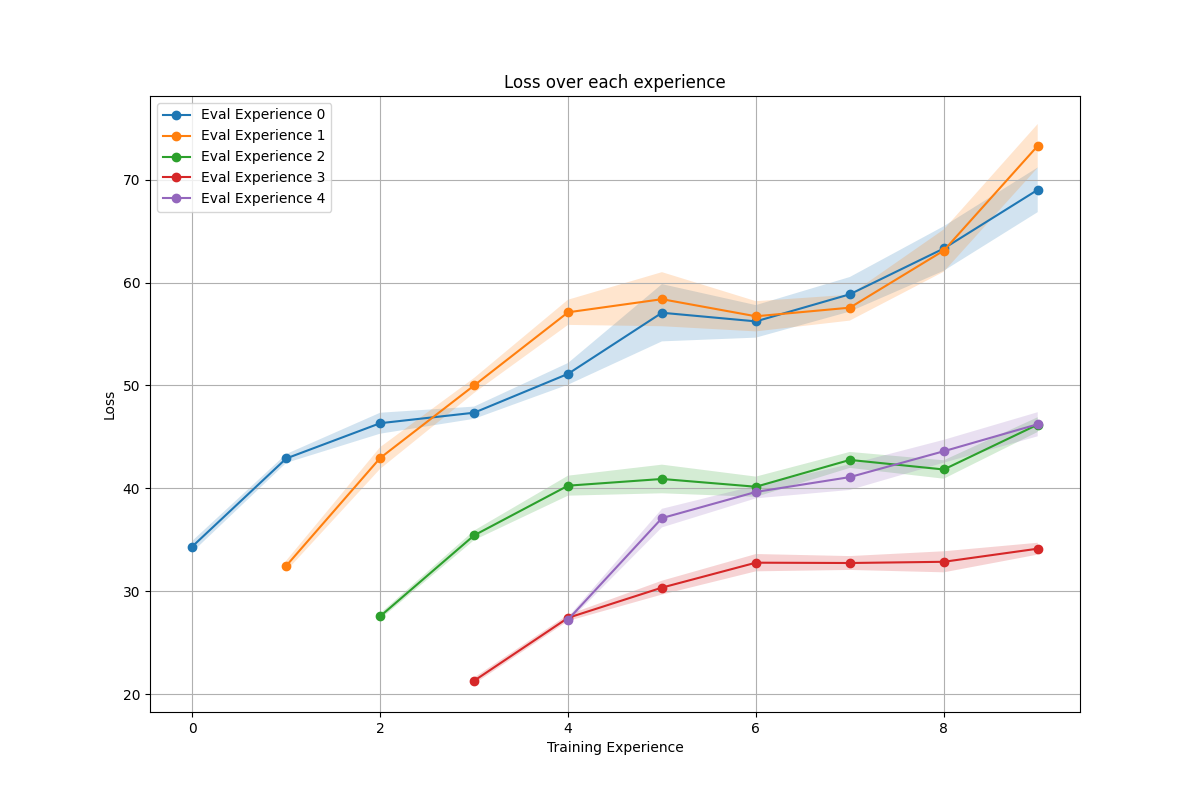 Loss over each experience
Eval Experience 0
Eval Experience 1
Eval Experience 2
Eval Experience 3
Eval Experience 4
70
60
50
40
30
20
Loss
0 2 4 6 8
Training Experience